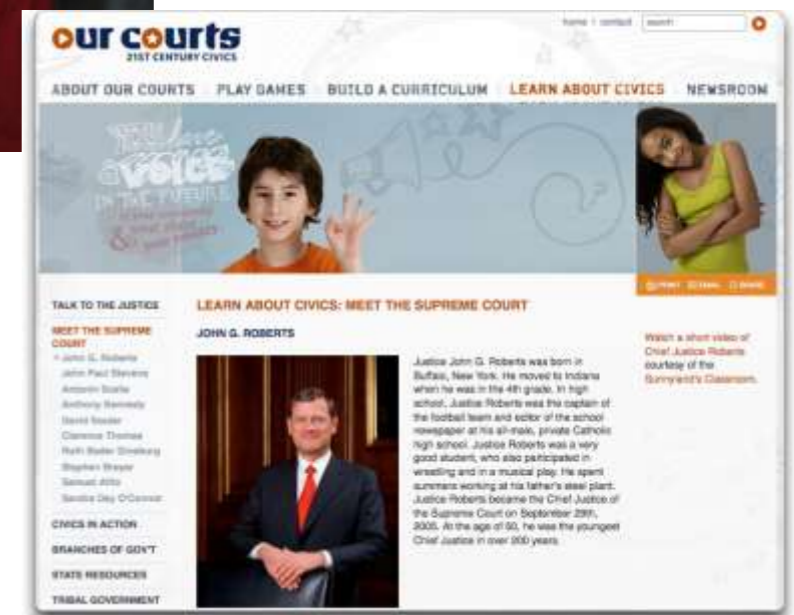 our courts
21ST CENTURY CIVICS
home | contact
search
ABOUT OUR COURTS
PLAY GAMES
BUILD A CURRICULUM
LEARN ABOUT CIVICS
NEWSROOM
a VOICE
IN THE
&
TALK TO THE JUSTICE
MEET THE SUPREME
COURT
John G. Roberts
John Paul Stevens
Antonin Scalia
Anthony Kennedy
David Souter
Clarence Thomas
Ruth Bader Ginsburg
Stephen Breyer
Samuel Alito
Sandra Day O'Connor
CIVICS IN ACTION
BRANCHES OF GOV'T
STATE RESOURCES
TRIBAL GOVERNMENT
LEARN ABOUT CIVICS: MEET THE SUPREME COURT
JOHN G. ROBERTS
Justice John G. Roberts was born in
Buffalo, New York. He moved to Indiana
when he was in the 4th grade. In high
school, Justice Roberts was the captain of
the football team and editor of the school
newspaper at his all-male, private Catholic
high school. Justice Roberts was a very
good student, who also participated in
wrestling and in a musical play. He spent
summers working at his father's steel plant.
Justice Roberts became the Chief Justice of
the Supreme Court on September 29th,
2005. At the age of 50, he was the youngest
Chief Justice in over 200 years.
PRINT EMAIL SHARE
Watch a short video of
Chief Justice Roberts
courtesy of the
Sunnyland's Classroom.